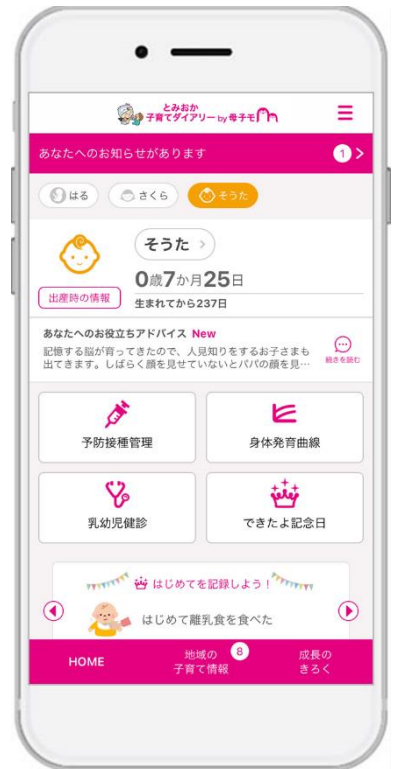 とみおか
子育てダイアリー by 母子モ
あなたへのお知らせがあります 1
はる さくら そうた
そうた
0歳7か月25日
出産時の情報 生まれてから237日
あなたへのお役立ちアドバイス New
記憶する脳が育ってきたので、人見知りをするお子さまも
出てきます。しばらく顔を見せていないとパパの顔を見…
続きを読む
予防接種管理 身体発育曲線
乳幼児健診 できたよ記念日
はじめてを記録しよう!
はじめて離乳食を食べた
HOME
地域の
子育て情報
8
成長の
きろく